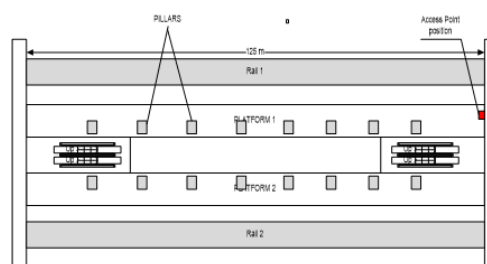 PILLARS
Access Point
position
125 m
Rail 1
PLATFORM 1
PLATFORM 2
Rail 2